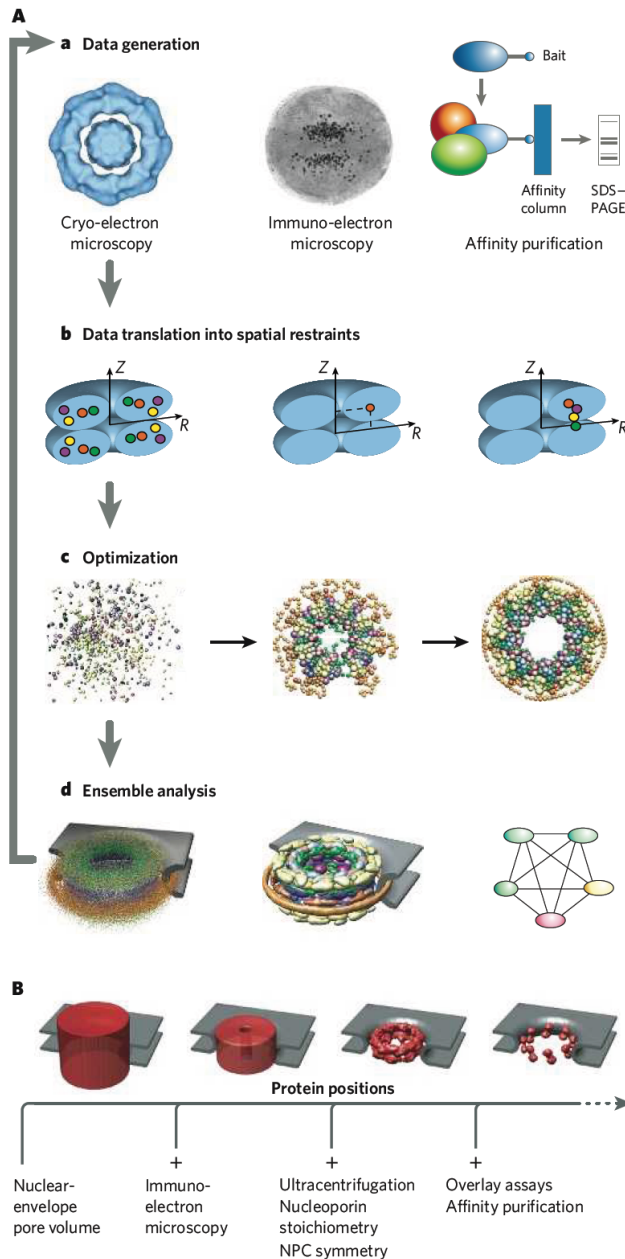 A
a Data generation
Bait
Cryo-electron
microscopy
Immuno-electron
microscopy
Affinity
column
SDS–
PAGE
Affinity purification
b Data translation into spatial restraints
Z
R
Z
R
Z
R
c Optimization
d Ensemble analysis
B
Protein positions
Nuclear-
envelope
pore volume
+
Immuno-
electron
microscopy
+
Ultracentrifugation
Nucleoporin
stoichiometry
NPC symmetry
+
Overlay assays
Affinity purification